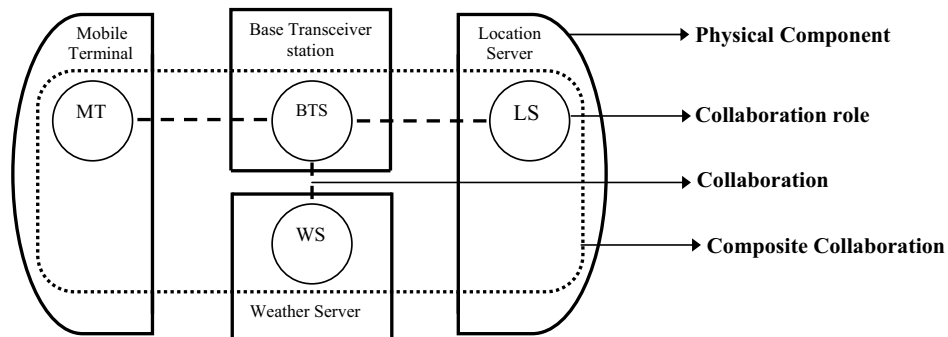 Mobile
Terminal
Base Transceiver
station
Location
Server
Physical Component
MT
BTS
LS
Collaboration role
Collaboration
WS
Composite Collaboration
Weather Server